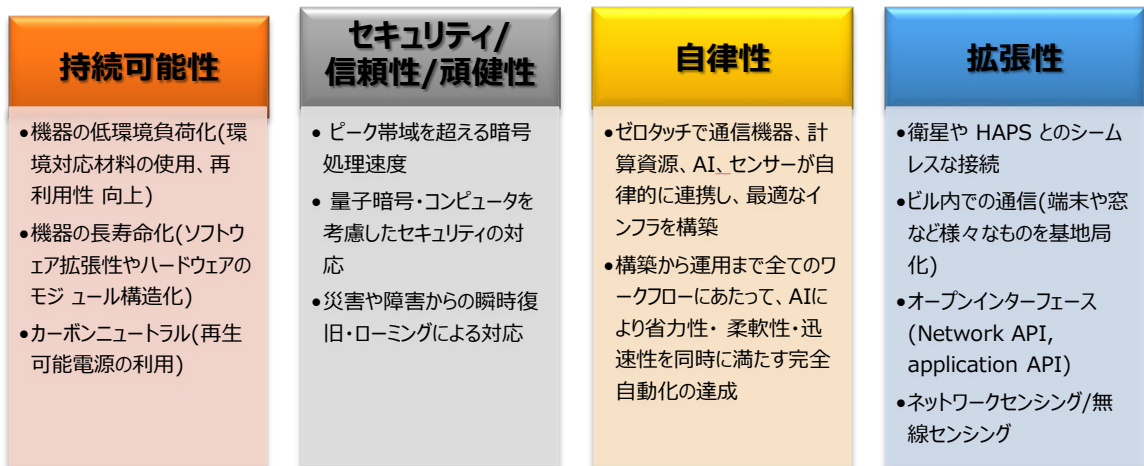 持続可能性
•機器の低環境負荷化(環
境対応材料の使用、再
利用性 向上)
•機器の長寿命化(ソフトウ
ェア拡張性やハードウェアの
モジ ュール構造化)
•カーボンニュートラル(再生
可能電源の利用)
セキュリティ/
信頼性/頑健性
• ピーク帯域を超える暗号
処理速度
• 量子暗号・コンピュータを
考慮したセキュリティの対
応
•災害や障害からの瞬時復
旧・ローミングによる対応
自律性
•ゼロタッチで通信機器、計
算資源、AI、センサーが自
律的に連携し、最適なイ
ンフラを構築
•構築から運用まで全てのワ
ークフローにあたって、AIに
より省力性・ 柔軟性・迅
速性を同時に満たす完全
自動化の達成
拡張性
•衛星や HAPS とのシーム
レスな接続
•ビル内での通信(端末や窓
など様々なものを基地局
化)
•オープンインターフェース
(Network API,
application API)
•ネットワークセンシング/無
線センシング